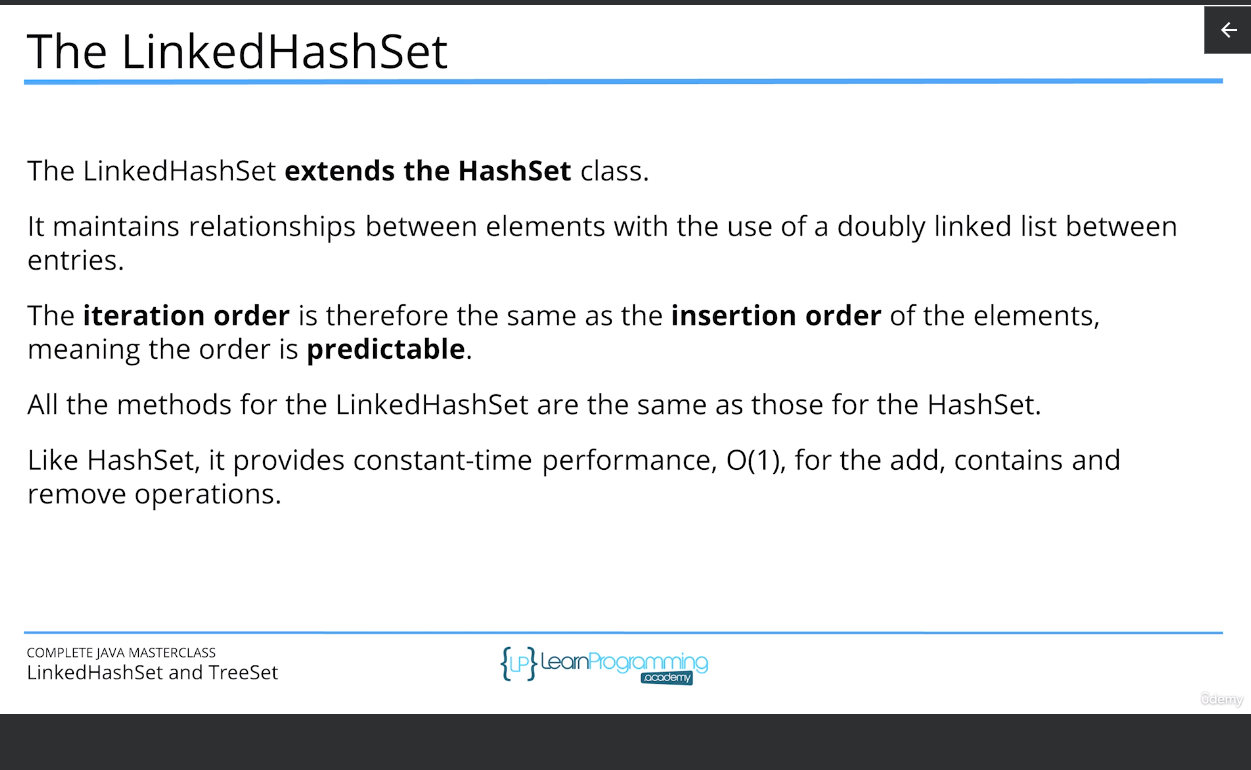 The LinkedHashSet
The LinkedHashSet extends the HashSet class.
It maintains relationships between elements with the use of a doubly linked list between
entries.
The iteration order is therefore the same as the insertion order of the elements,
meaning the order is predictable.
All the methods for the LinkedHashSet are the same as those for the HashSet.
Like HashSet, it provides constant-time performance, O(1), for the add, contains and
remove operations.
COMPLETE JAVA MASTERCLASS
LinkedHashSet and TreeSet
{LP} LearnProgramming
.academy
ûdemy